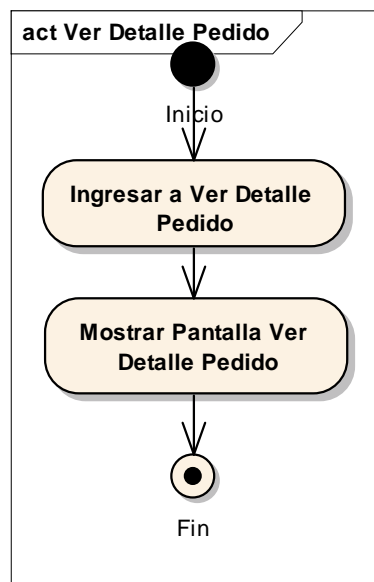 act Ver Detalle Pedido
Inicio
Ingresar a Ver Detalle
Pedido
Mostrar Pantalla Ver
Detalle Pedido
Fin